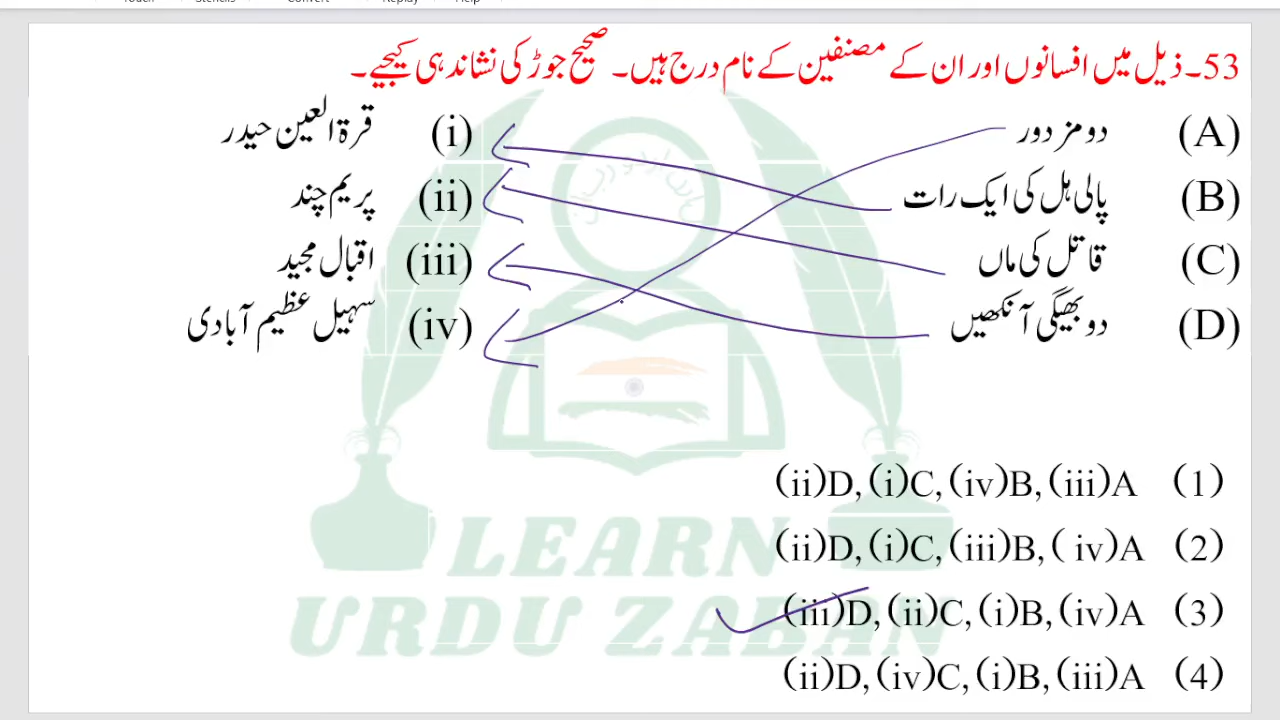 53۔ ذیل میں افسانوں اور ان کے مصنفین کے نام درج ہیں۔ صحیح جوڑ کی نشاندہی کیجیے۔
(A) دو مزدور (i) قرۃ العین حیدر
(B) پالی ہل کی ایک رات (ii) پریم چند
(C) قاتل کی ماں (iii) اقبال مجید
(D) دو بھیگی آنکھیں (iv) سہیل عظیم آبادی
(1) A(iii), B(iv), C(i), D(ii)
(2) A(iv ), B(iii), C(i), D(ii)
(3) A(iv), B(i), C(ii), D(iii)
(4) A(iii), B(i), C(iv), D(ii)
LEARN
URDU ZABAN